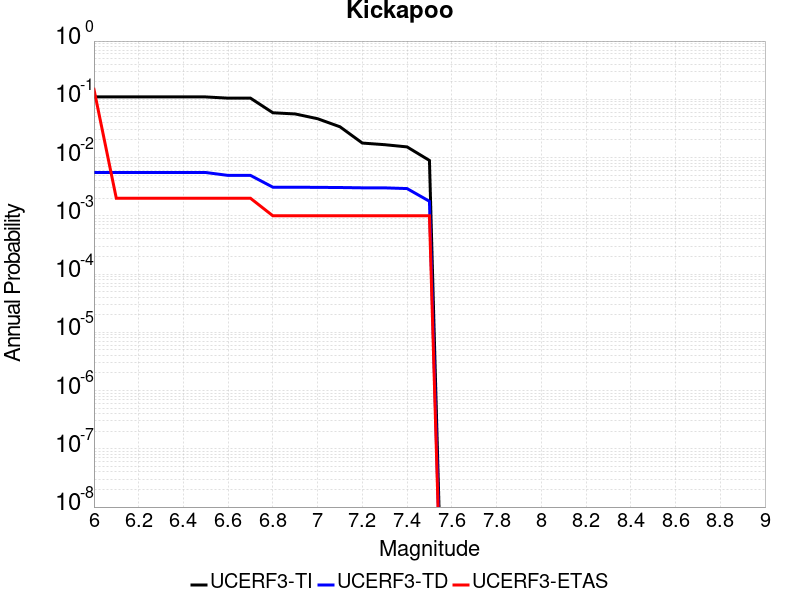 Kickapoo
10^0
10^-1
10^-2
10^-3
10^-4
10^-5
10^-6
10^-7
10^-8
Annual Probability
6 6.2 6.4 6.6 6.8 7 7.2 7.4 7.6 7.8 8 8.2 8.4 8.6 8.8 9
Magnitude
UCERF3-TI UCERF3-TD UCERF3-ETAS